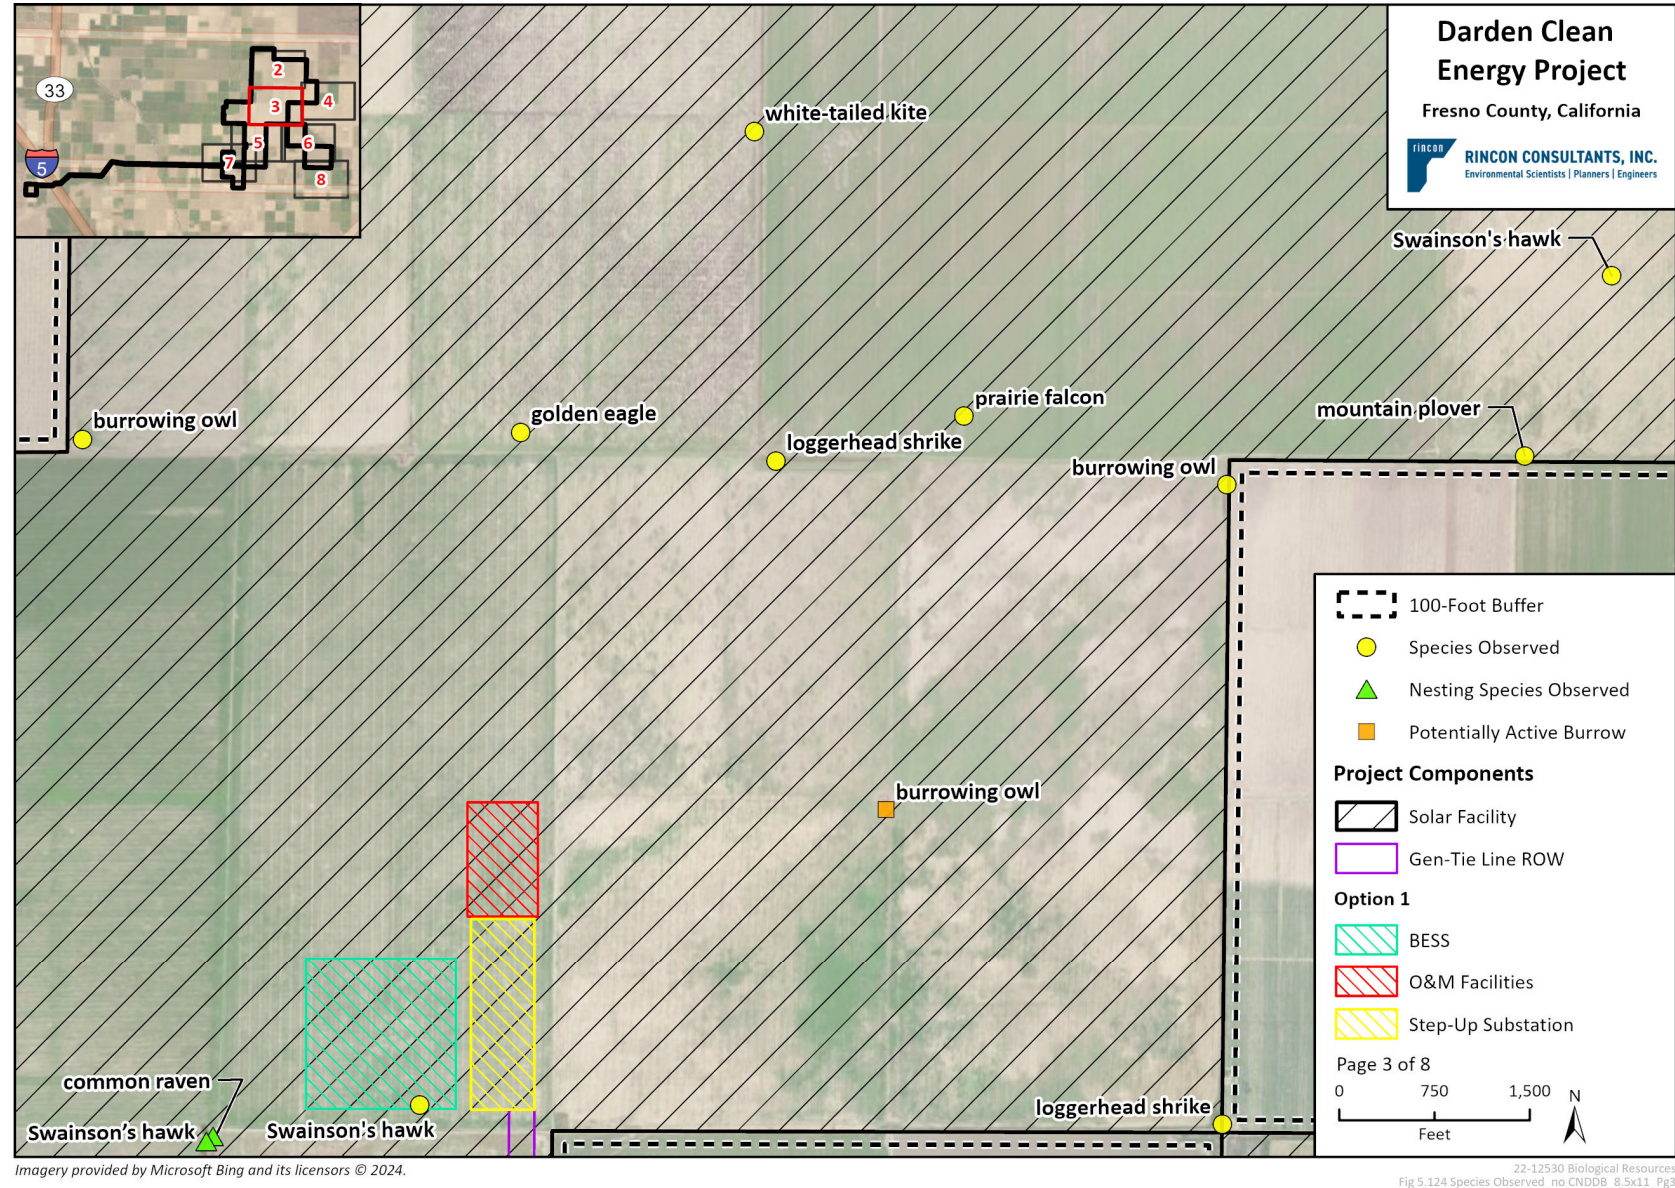 33
5
2
3
4
5
6
7
8
Darden Clean
Energy Project
Fresno County, California
rincon
RINCON CONSULTANTS, INC.
Environmental Scientists | Planners | Engineers
white-tailed kite
Swainson's hawk
burrowing owl
golden eagle
prairie falcon
mountain plover
loggerhead shrike
burrowing owl
burrowing owl
common raven
Swainson’s hawk
Swainson's hawk
loggerhead shrike
100-Foot Buffer
Species Observed
Nesting Species Observed
Potentially Active Burrow
Project Components
Solar Facility
Gen-Tie Line ROW
Option 1
BESS
O&M Facilities
Step-Up Substation
Page 3 of 8
0 750 1,500
Feet
N
Imagery provided by Microsoft Bing and its licensors © 2024.
22-12530 Biological Resources
Fig 5.124 Species Observed no CNDDB 8.5x11 Pg3